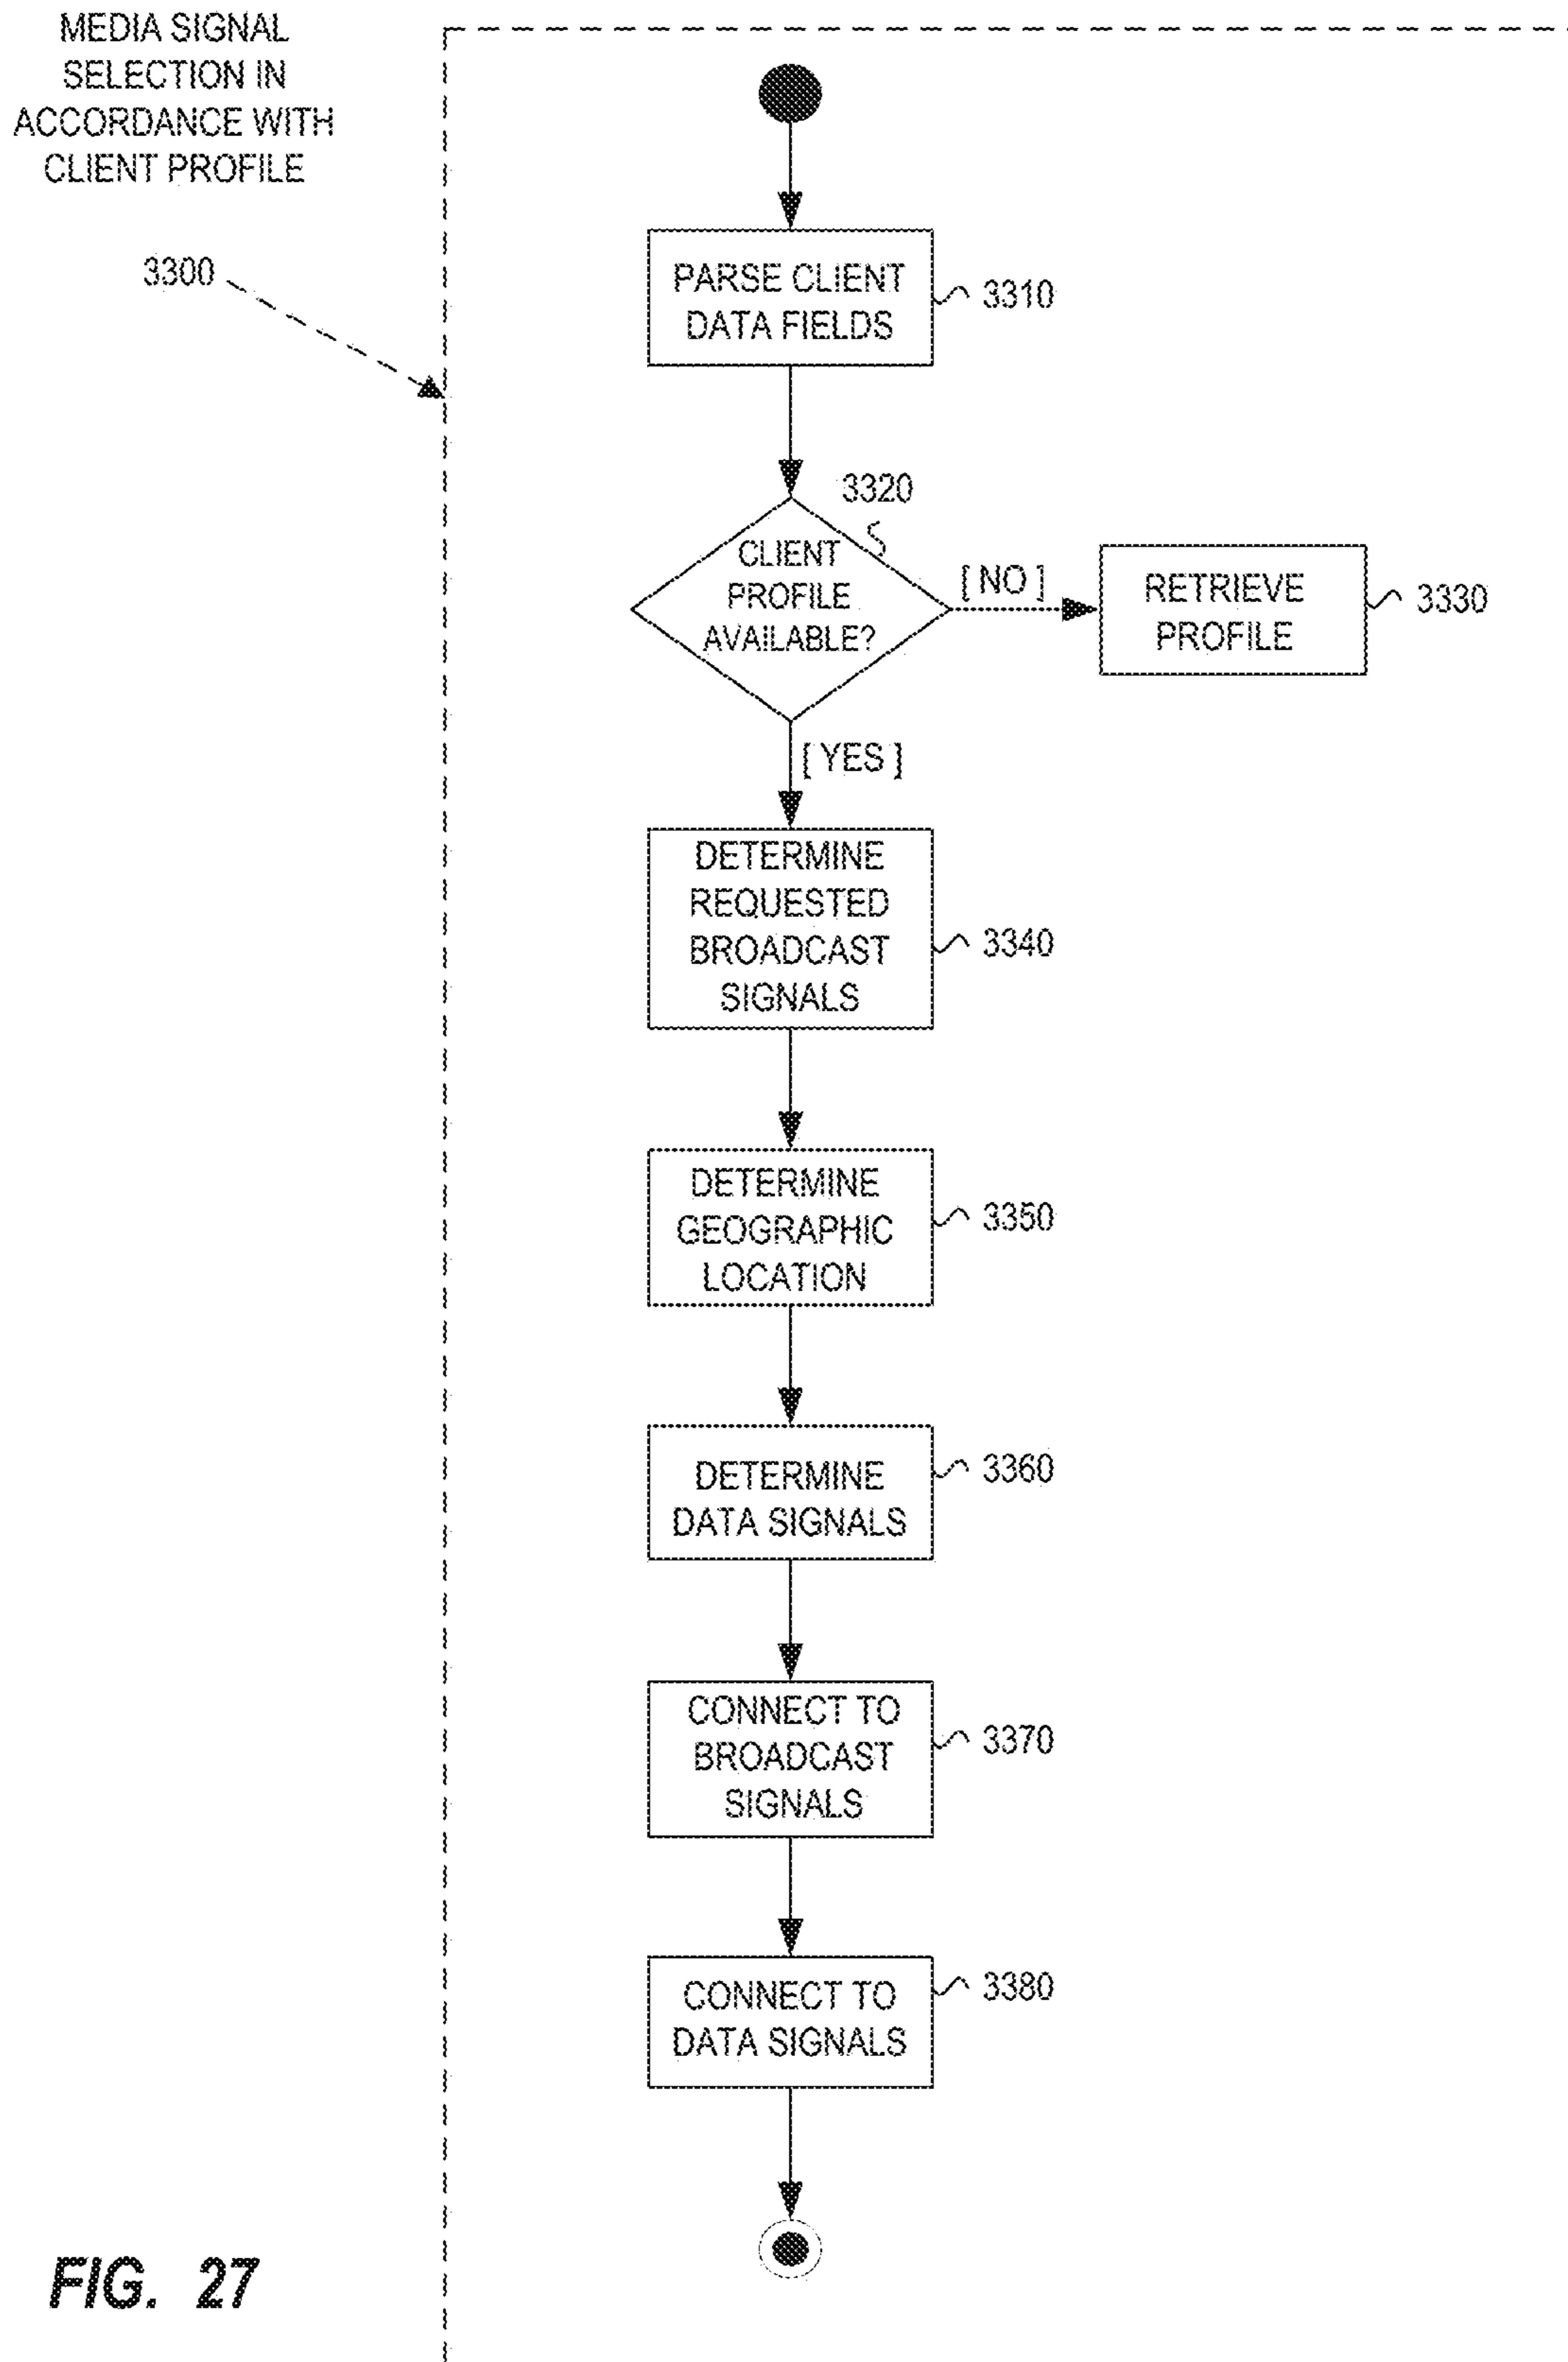 MEDIA SIGNAL
SELECTION IN
ACCORDANCE WITH
CLIENT PROFILE
3300
PARSE CLIENT
DATA FIELDS
3310
3320
CLIENT
PROFILE
AVAILABLE?
[ NO ]
RETRIEVE
PROFILE
3330
[ YES ]
DETERMINE
REQUESTED
BROADCAST
SIGNALS
3340
DETERMINE
GEOGRAPHIC
LOCATION
3350
DETERMINE
DATA SIGNALS
3360
CONNECT TO
BROADCAST
SIGNALS
3370
CONNECT TO
DATA SIGNALS
3380
FIG. 27